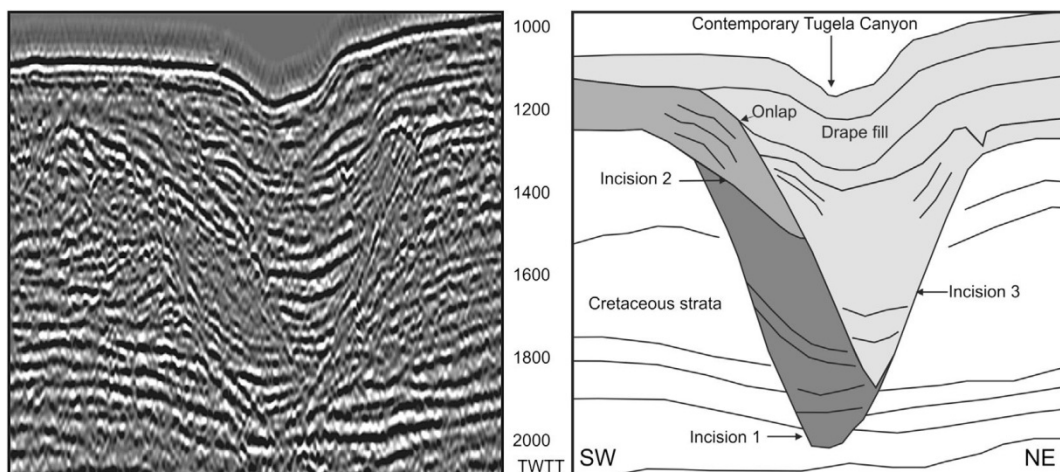 1000
1200
1400
1600
1800
2000
TWTT
Contemporary Tugela Canyon
Onlap
Drape fill
Incision 2
Incision 3
Cretaceous strata
Incision 1
SW
NE